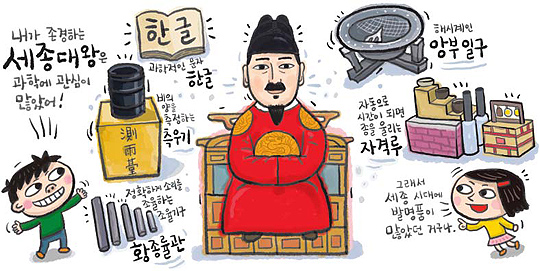 내가 존경하는
세종대왕은
과학에 관심이
많았어!
한글
과학적인 문자
한글
비의
양을
측정하는
측우기
測雨臺
정확하게 소리를
조율하는
조율기구
황종률관
해시계인
앙부일구
자동으로
시간이 되면
종을 울리는
자격루
그래서
세종 시대에
발명품이
많았던 거구나.